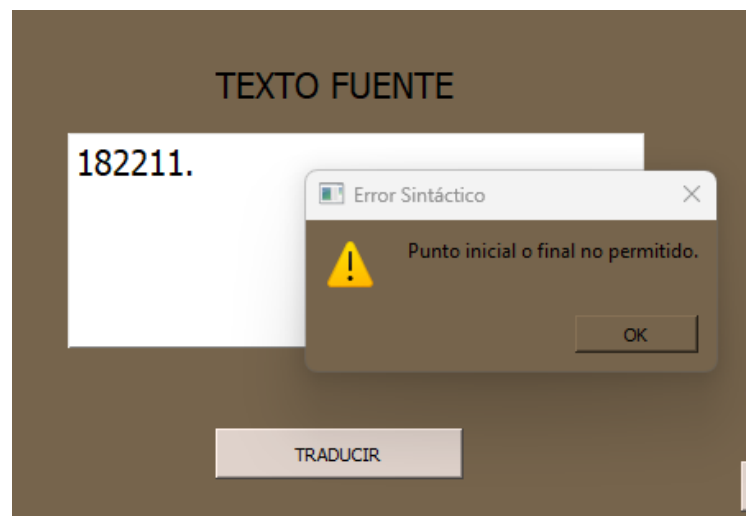 TEXTO FUENTE
182211.
Error Sintáctico
Punto inicial o final no permitido.
OK
TRADUCIR